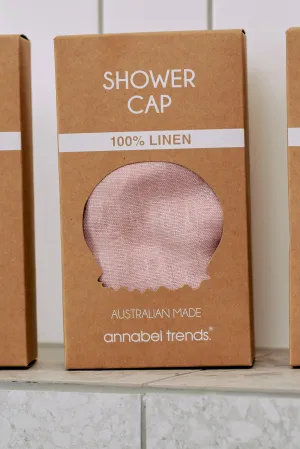 SHOWER
CAP
100% LINEN
AUSTRALIAN MADE
annabel trends.